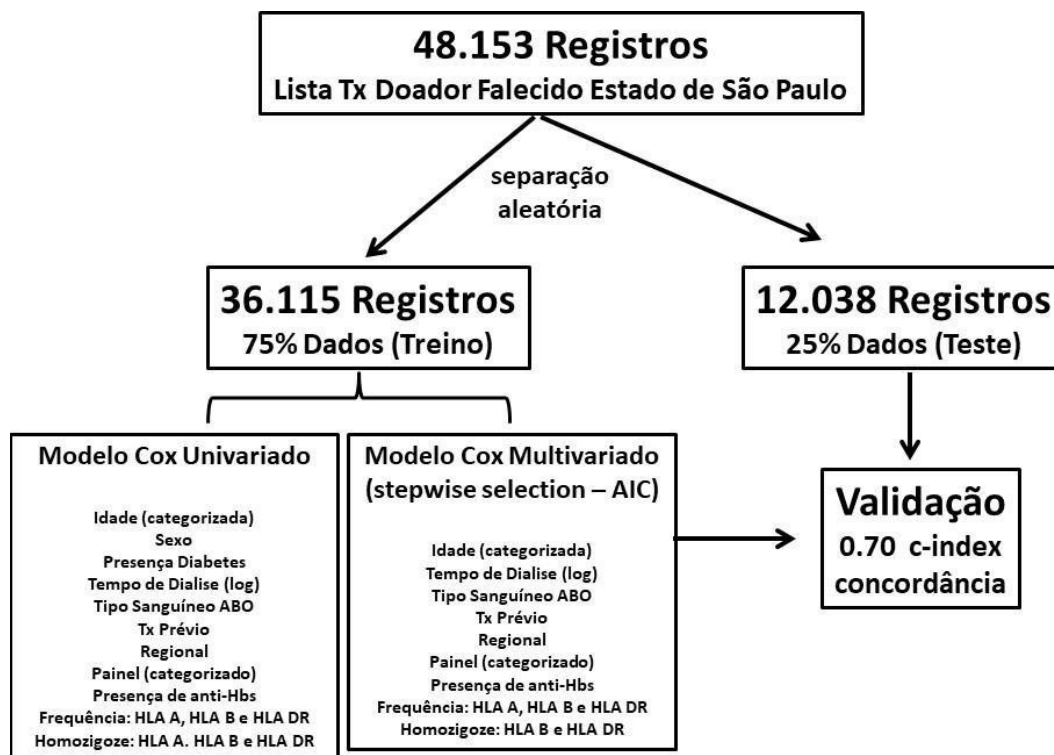 48.153 Registros
Lista Tx Doador Falecido Estado de São Paulo
separação
aleatória
36.115 Registros
75% Dados (Treino)
12.038 Registros
25% Dados (Teste)
Modelo Cox Univariado
Idade (categorizada)
Sexo
Presença Diabetes
Tempo de Dialise (log)
Tipo Sanguíneo ABO
Tx Prévio
Regional
Painel (categorizado)
Presença de anti-Hbs
Frequência: HLA A, HLA B e HLA DR
Homozigoze: HLA A. HLA B e HLA DR
Modelo Cox Multivariado
(stepwise selection – AIC)
Idade (categorizada)
Tempo de Dialise (log)
Tipo Sanguíneo ABO
Tx Prévio
Regional
Painel (categorizado)
Presença de anti-Hbs
Frequência: HLA A, HLA B e HLA DR
Homozigoze: HLA B e HLA DR
Validação
0.70 c-index
concordância